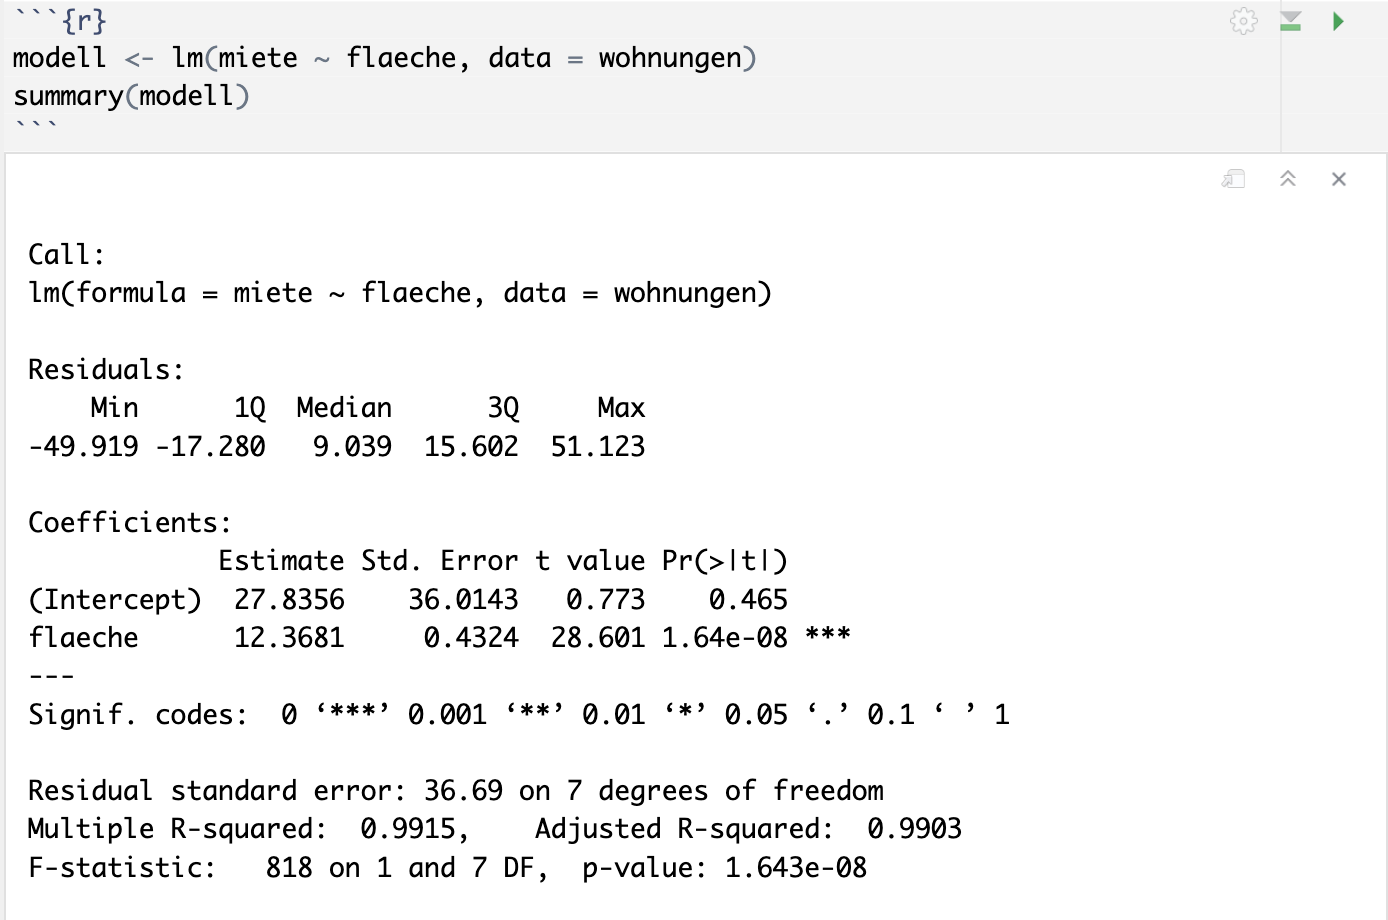 ```{r}
modell <- lm(miete ~ flaeche, data = wohnungen)
summary(modell)
```
Call:
lm(formula = miete ~ flaeche, data = wohnungen)
Residuals:
    Min      1Q  Median      3Q     Max
-49.919 -17.280   9.039  15.602  51.123
Coefficients:
            Estimate Std. Error t value Pr(>|t|)
(Intercept)  27.8356    36.0143   0.773    0.465
flaeche      12.3681     0.4324  28.601 1.64e-08 ***
---
Signif. codes:  0 ‘***’ 0.001 ‘**’ 0.01 ‘*’ 0.05 ‘.’ 0.1 ‘ ’ 1
Residual standard error: 36.69 on 7 degrees of freedom
Multiple R-squared:  0.9915,	Adjusted R-squared:  0.9903
F-statistic:   818 on 1 and 7 DF,  p-value: 1.643e-08